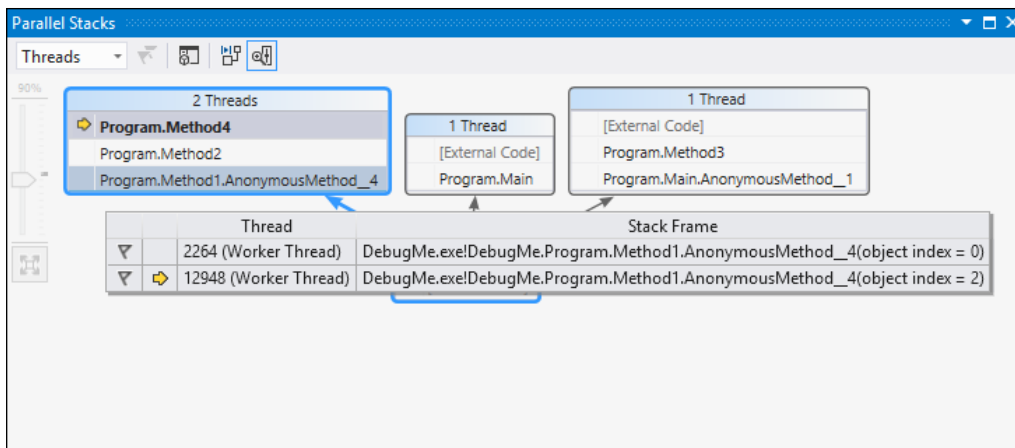 Parallel Stacks
Threads
90%
2 Threads
Program.Method4
Program.Method2
Program.Method1.AnonymousMethod__4
1 Thread
[External Code]
Program.Main
1 Thread
[External Code]
Program.Method3
Program.Main.AnonymousMethod__1
Thread Stack Frame
2264 (Worker Thread) DebugMe.exe!DebugMe.Program.Method1.AnonymousMethod__4(object index = 0)
12948 (Worker Thread) DebugMe.exe!DebugMe.Program.Method1.AnonymousMethod__4(object index = 2)